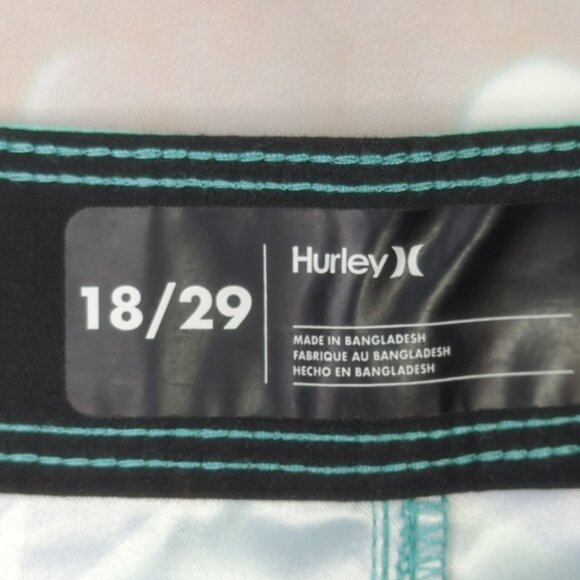 18/29
Hurley
MADE IN BANGLADESH
FABRIQUE AU BANGLADESH
HECHO EN BANGLADESH